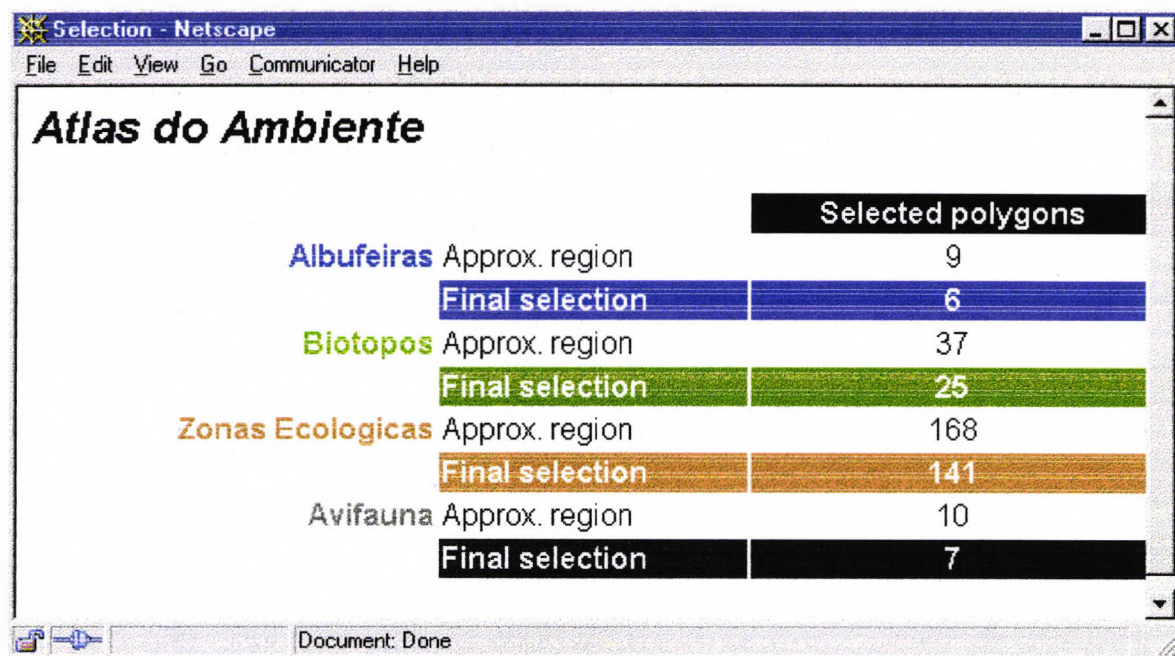 Selection - Netscape
File Edit View Go Communicator Help
Atlas do Ambiente
Selected polygons
Albufeiras Approx. region 9
Final selection 6
Biotopos Approx. region 37
Final selection 25
Zonas Ecologicas Approx. region 168
Final selection 141
Avifauna Approx. region 10
Final selection 7
Document: Done